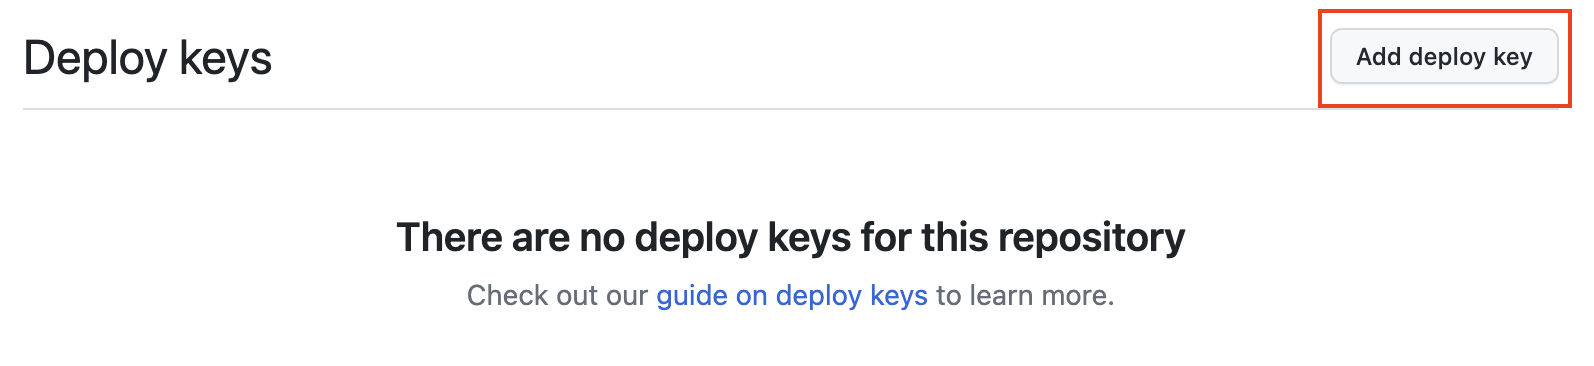 Deploy keys
Add deploy key
There are no deploy keys for this repository
Check out our guide on deploy keys to learn more.